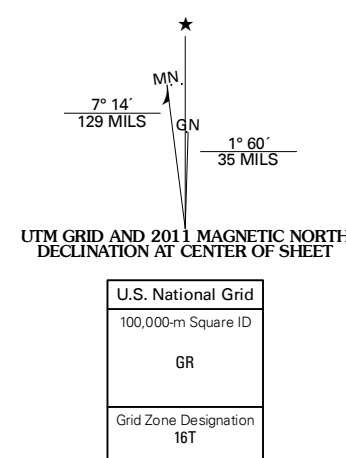 ★
MN.
7° 14´
129 MILS
GN
1° 60´
35 MILS
UTM GRID AND 2011 MAGNETIC NORTH
DECLINATION AT CENTER OF SHEET
U.S. National Grid
100,000-m Square ID
GR
Grid Zone Designation
16T